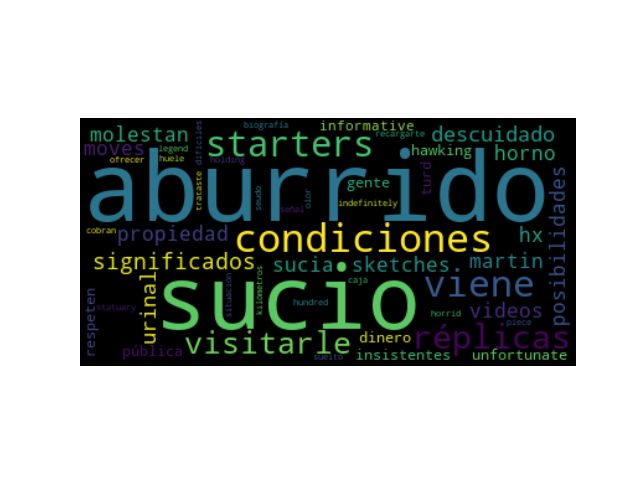 biografía informative
molestan starters recargarte descuidado
moves legend difíciles hawking horno
ofrecer huele holding
aburrido
gente turd
trataste seudo olor señal indefinitely
cobran propiedad condiciones hx posibilidades
significados sucia sketches martin
sucio viene
urinal situación kilómetros caja
respeten statuary hundred horrid videos
visitarle dinero réplicas piece
pública suelto insistentes unfortunate